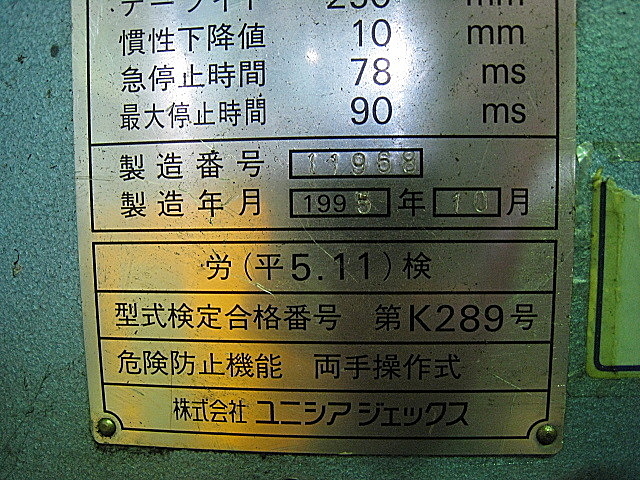 慣性下降値 10 mm
急停止時間 78 ms
最大停止時間 90 ms
製造番号 11968
製造年月 1995年10月
労(平5.11)検
型式検定合格番号 第K289号
危険防止機能 両手操作式
株式会社 ユニシアジェックス